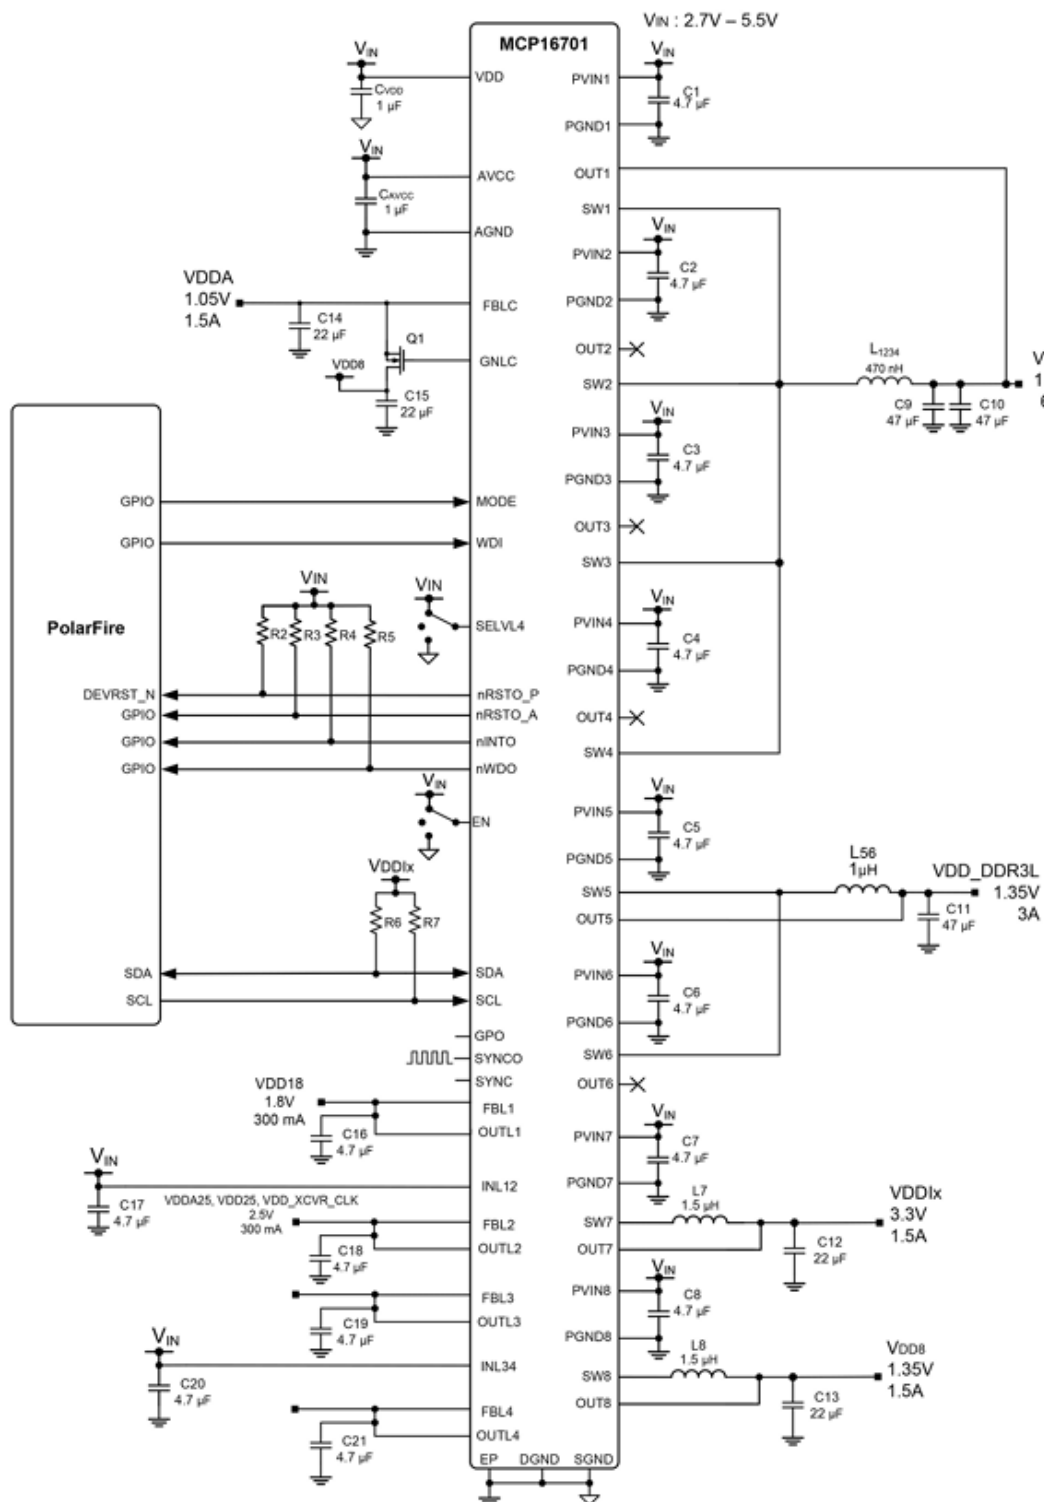 VIN : 2.7V – 5.5V
MCP16701
VIN
VDD
CVDD
1 µF
VIN
AVCC
CAVCC
1 µF
AGND
VDDA
1.05V
1.5A
FBLC
C14
22 µF
Q1
GNLC
VDD8
C15
22 µF
PolarFire
GPIO
MODE
GPIO
WDI
VIN
R2
R3
R4
R5
VIN
SELVL4
DEVRST_N
nRSTO_P
GPIO
nRSTO_A
GPIO
nINTO
GPIO
nWDO
VIN
EN
VDDIx
R6
R7
SDA
SDA
SCL
SCL
GPO
SYNCO
SYNC
VDD18
1.8V
300 mA
FBL1
OUTL1
C16
4.7 µF
VIN
INL12
C17
4.7 µF
VDDA25, VDD25, VDD_XCVR_CLK
2.5V
300 mA
FBL2
OUTL2
C18
4.7 µF
FBL3
OUTL3
C19
4.7 µF
VIN
INL34
C20
4.7 µF
FBL4
OUTL4
C21
4.7 µF
EP
DGND
SGND
VIN
PVIN1
C1
4.7 µF
PGND1
OUT1
SW1
VIN
PVIN2
C2
4.7 µF
PGND2
OUT2
SW2
L1234
470 nH
C9
47 µF
C10
47 µF
V
1
6
VIN
PVIN3
C3
4.7 µF
PGND3
OUT3
SW3
VIN
PVIN4
C4
4.7 µF
PGND4
OUT4
SW4
VIN
PVIN5
C5
4.7 µF
PGND5
SW5
OUT5
L56
1µH
VDD_DDR3L
1.35V
3A
C11
47 µF
VIN
PVIN6
C6
4.7 µF
PGND6
SW6
OUT6
VIN
PVIN7
C7
4.7 µF
PGND7
SW7
OUT7
L7
1.5 µH
VDDIx
3.3V
1.5A
C12
22 µF
VIN
PVIN8
C8
4.7 µF
PGND8
SW8
OUT8
L8
1.5 µH
VDD8
1.35V
1.5A
C13
22 µF